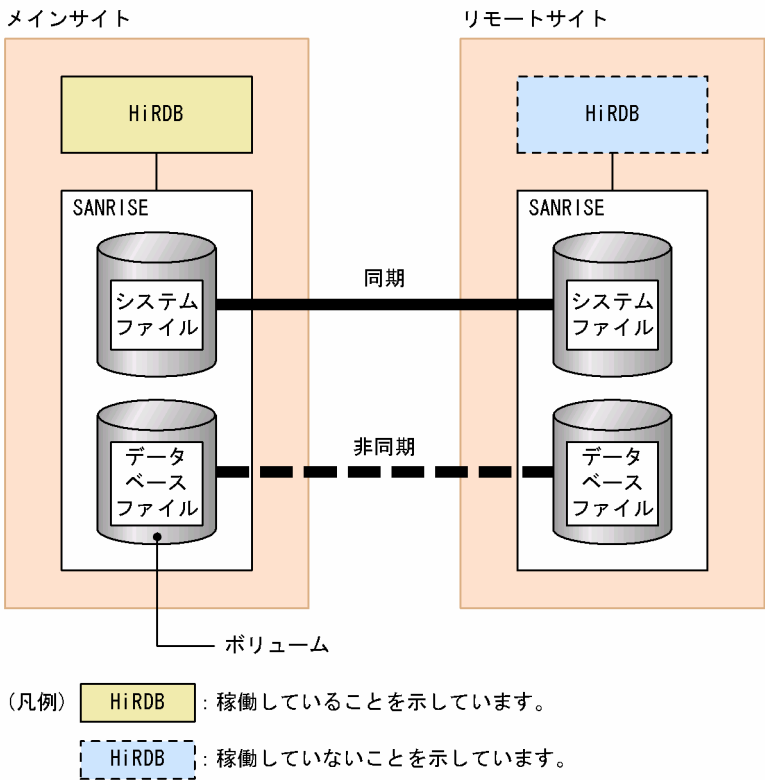 メインサイト
リモートサイト
HiRDB
HiRDB
SANRISE
SANRISE
システム
ファイル
同期
システム
ファイル
データ
ベース
ファイル
非同期
データ
ベース
ファイル
ボリューム
(凡例) HiRDB : 稼働していることを示しています。
HiRDB : 稼働していないことを示しています。